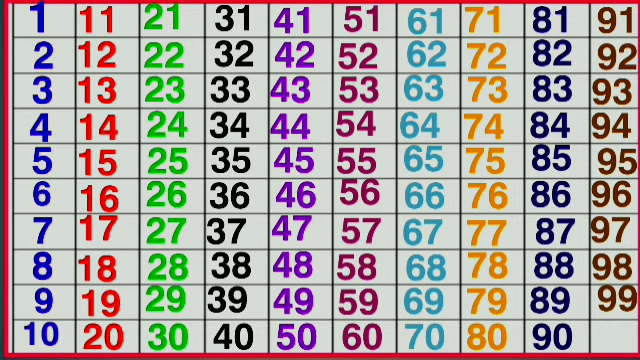 1 11 21 31 41 51 61 71 81 91
2 12 22 32 42 52 62 72 82 92
3 13 23 33 43 53 63 73 83 93
4 14 24 34 44 54 64 74 84 94
5 15 25 35 45 55 65 75 85 95
6 16 26 36 46 56 66 76 86 96
7 17 27 37 47 57 67 77 87 97
8 18 28 38 48 58 68 78 88 98
9 19 29 39 49 59 69 79 89 99
10 20 30 40 50 60 70 80 90